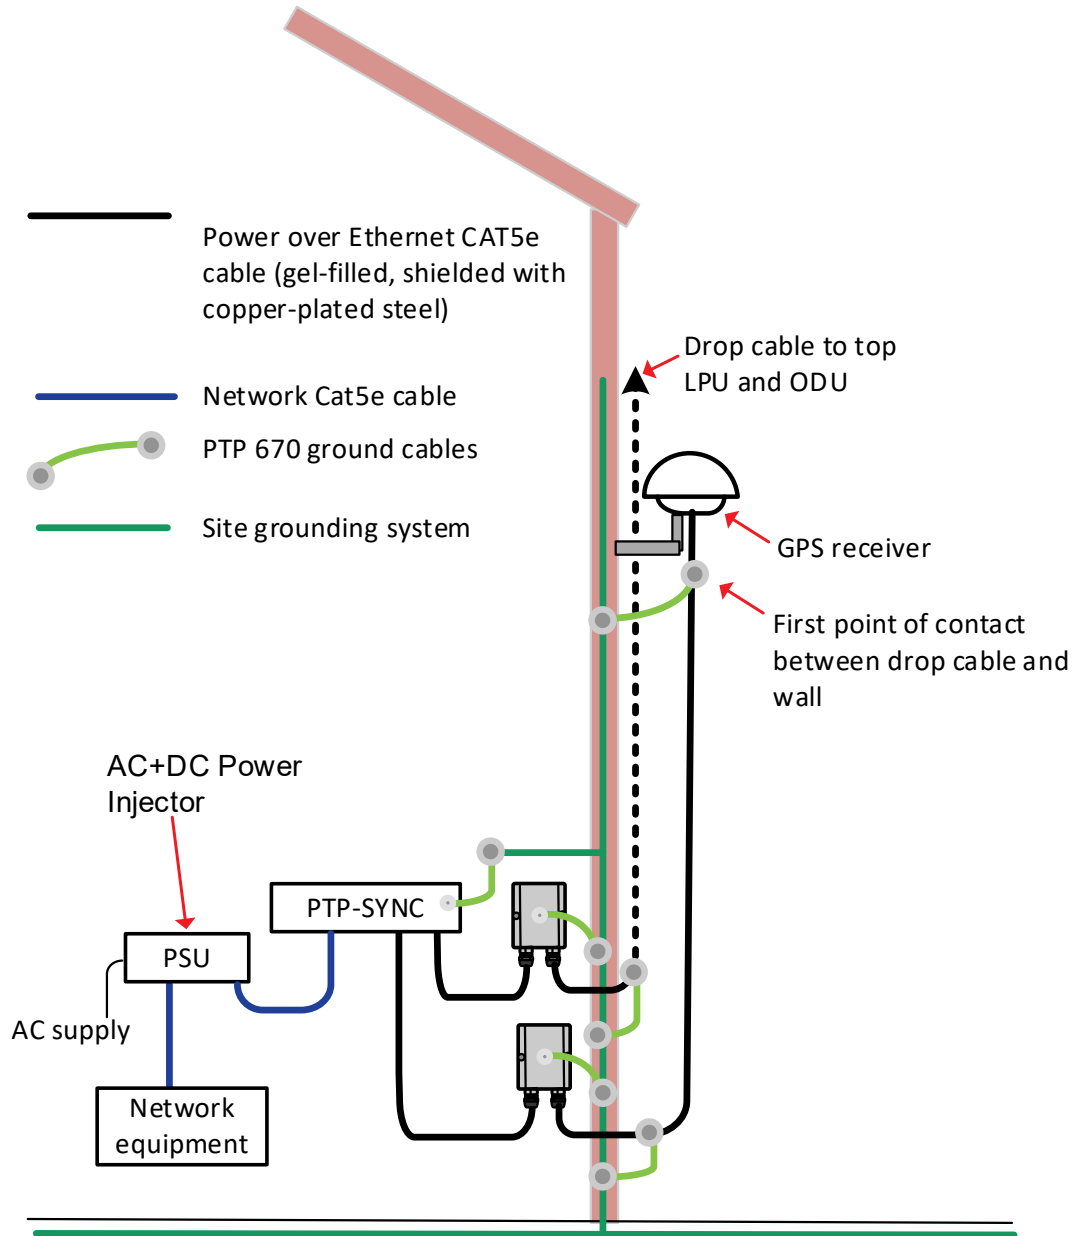 Power over Ethernet CAT5e
cable (gel-filled, shielded with
copper-plated steel)
Network Cat5e cable
PTP 670 ground cables
Site grounding system
Drop cable to top
LPU and ODU
GPS receiver
First point of contact
between drop cable and
wall
AC+DC Power
Injector
PTP-SYNC
PSU
AC supply
Network
equipment